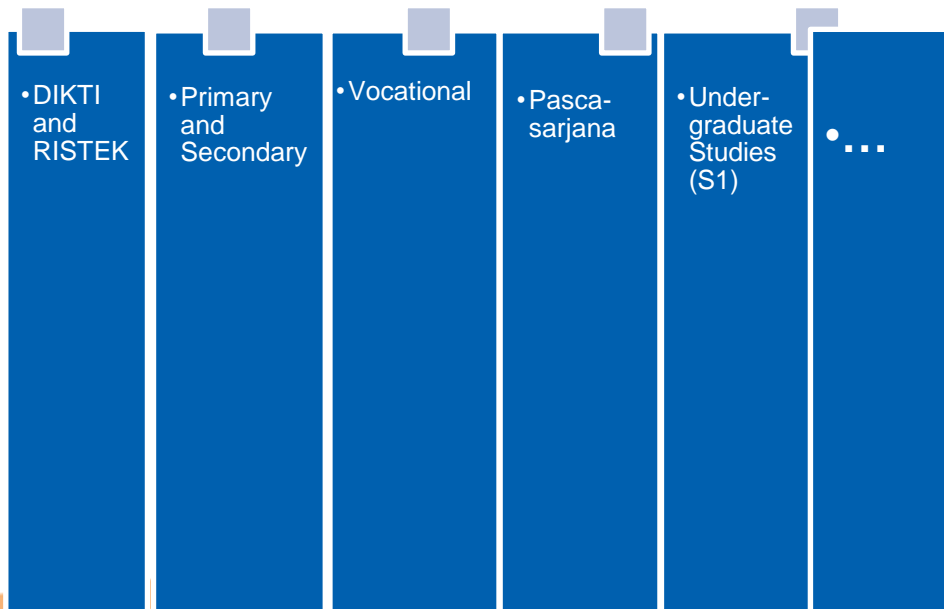 •DIKTI
and
RISTEK
•Primary
and
Secondary
•Vocational
•Pasca-
sarjana
•Under-
graduate
Studies
(S1)
•...